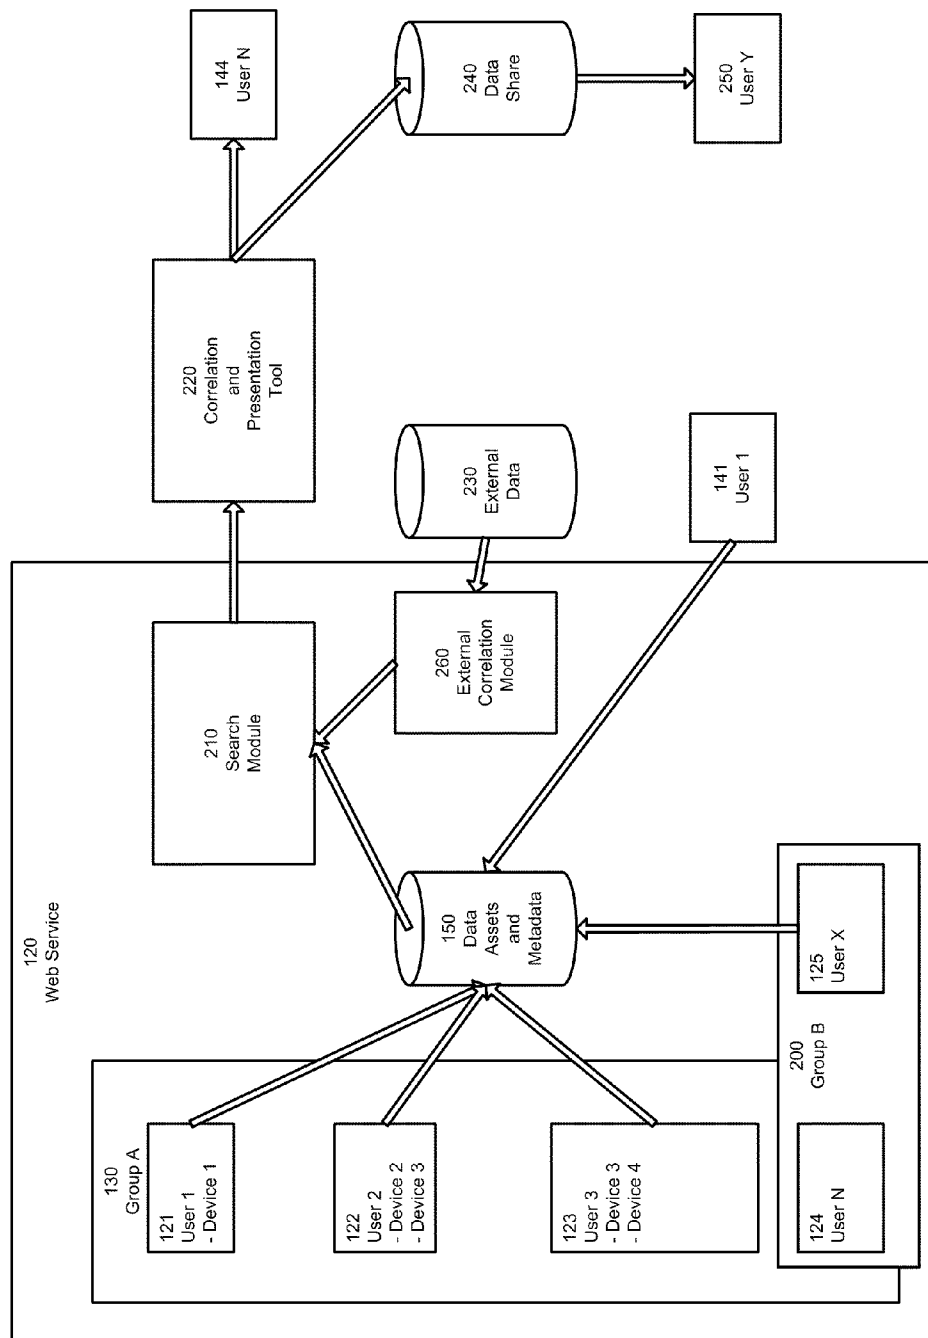 120
Web Service
130
Group A
121
User 1
- Device 1
122
User 2
- Device 2
- Device 3
123
User 3
- Device 3
- Device 4
124
User N
200
Group B
125
User X
150
Data
Assets
and
Metadata
210
Search
Module
260
External
Correlation
Module
230
External
Data
141
User 1
220
Correlation
and
Presentation
Tool
144
User N
240
Data
Share
250
User Y